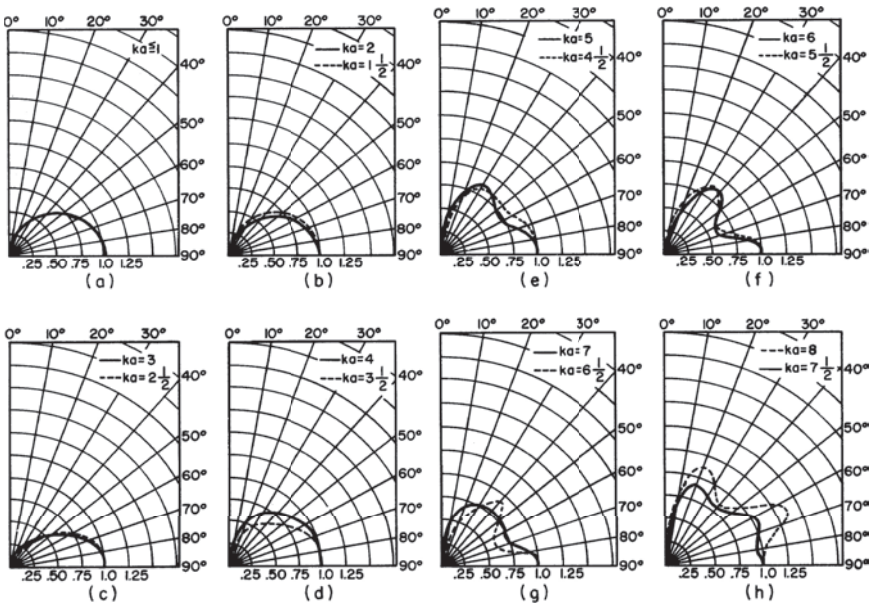 0° 10° 20° 30° 0° 10° 20° 30° 0° 10° 20° 30° 0° 10° 20° 30°
ka≦1
ka=2
ka=1 1/2
ka=5
ka=4 1/2
ka=6
ka=5 1/2
40° 40° 40° 40°
50° 50° 50° 50°
60° 60° 60° 60°
70° 70° 70° 70°
80° 80° 80° 80°
90° 90° 90° 90°
.25 .50 .75 1.0 1.25 .25 .50 .75 1.0 1.25 .25 .50 .75 1.0 1.25 .25 .50 .75 1.0 1.25
(a) (b) (e) (f)
0° 10° 20° 30° 0° 10° 20° 30° 0° 10° 20° 30° 0° 10° 20° 30°
ka=3
ka=2 1/2
ka=4
ka=3 1/2
ka=7
ka=6 1/2
ka=8
ka=7 1/2
40° 40° 40° 40°
50° 50° 50° 50°
60° 60° 60° 60°
70° 70° 70° 70°
80° 80° 80° 80°
90° 90° 90° 90°
.25 .50 .75 1.0 1.25 .25 .50 .75 1.0 1.25 .25 .50 .75 1.0 1.25 .25 .50 .75 1.0 1.25
(c) (d) (g) (h)